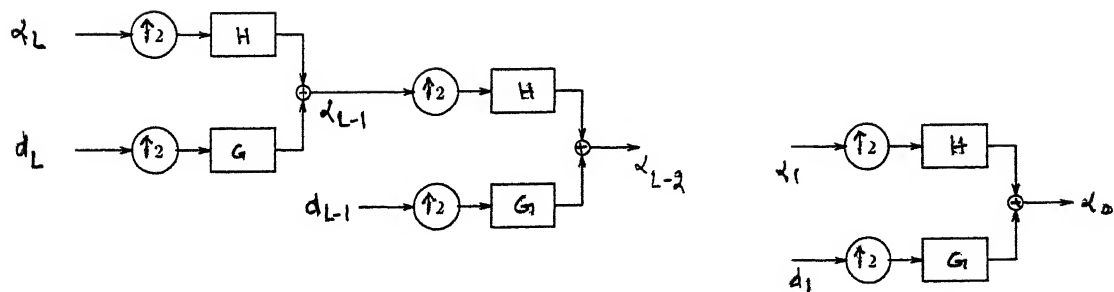 α_L ↑2 H
d_L ↑2 G
α_{L-1} ↑2 H
d_{L-1} ↑2 G
α_{L-2}
α_1 ↑2 H
d_1 ↑2 G
α_0